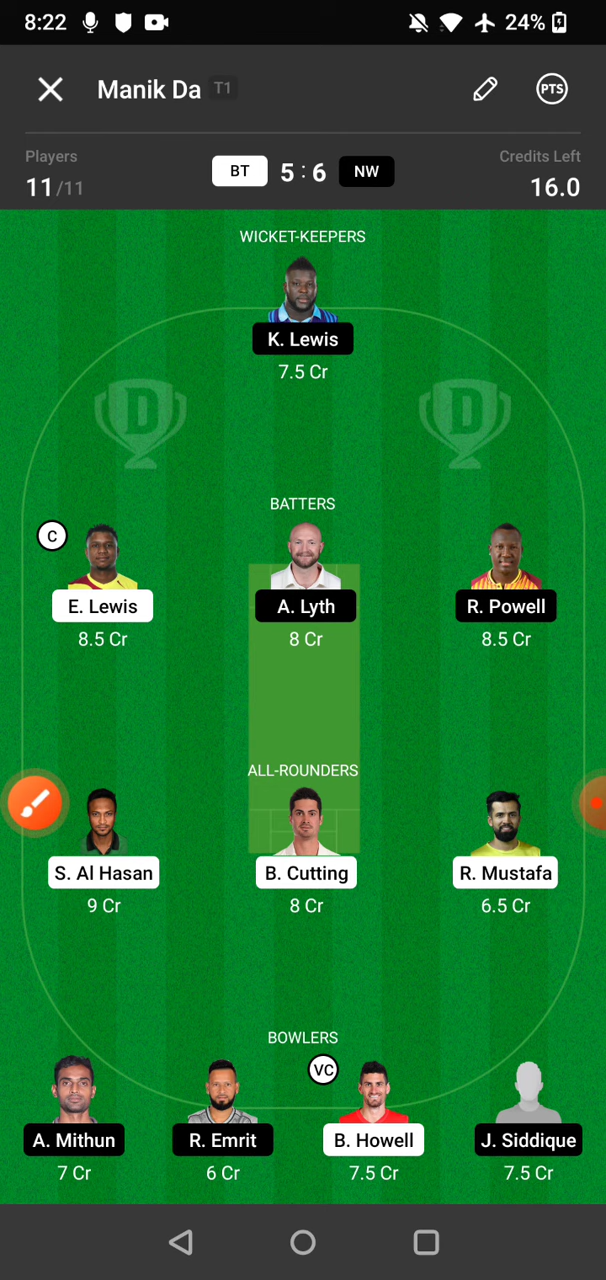 8:22
24%
Manik Da T1
PTS
Players
Credits Left
11/11
BT 5 : 6 NW
16.0
WICKET-KEEPERS
K. Lewis
7.5 Cr
D D
BATTERS
C
E. Lewis A. Lyth R. Powell
8.5 Cr 8 Cr 8.5 Cr
ALL-ROUNDERS
S. Al Hasan B. Cutting R. Mustafa
9 Cr 8 Cr 6.5 Cr
BOWLERS
VC
A. Mithun R. Emrit B. Howell J. Siddique
7 Cr 6 Cr 7.5 Cr 7.5 Cr